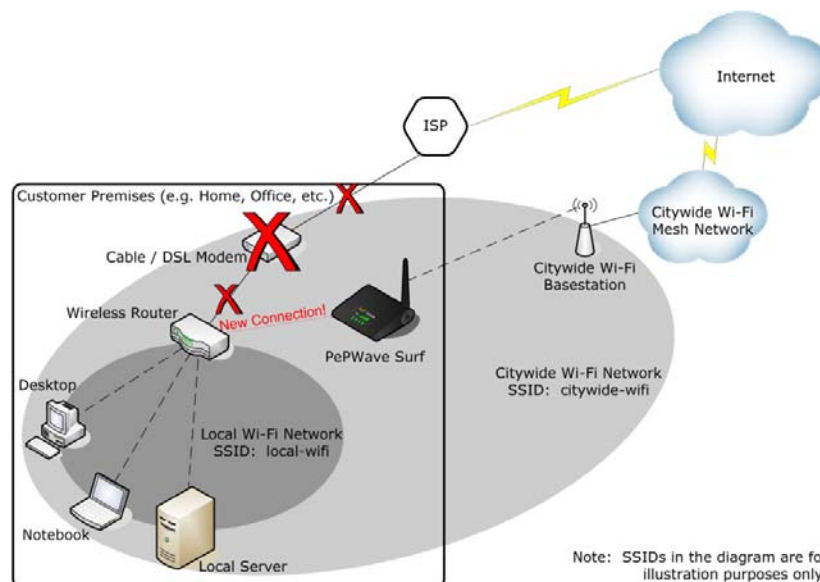 Internet
ISP
Customer Premises (e.g. Home, Office, etc.)
Citywide Wi-Fi
Mesh Network
Cable / DSL Modem
Citywide Wi-Fi
Basestation
Wireless Router
New Connection!
PePWave Surf
Citywide Wi-Fi Network
SSID: citywide-wifi
Desktop
Local Wi-Fi Network
SSID: local-wifi
Notebook
Local Server
Note: SSIDs in the diagram are fo
illustration purposes only